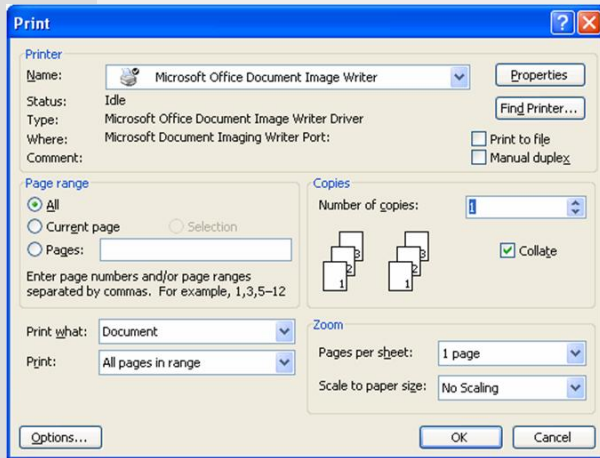 Print
Printer
Name: Microsoft Office Document Image Writer Properties
Status: Idle Find Printer...
Type: Microsoft Office Document Image Writer Driver
Where: Microsoft Document Imaging Writer Port: Print to file
Comment: Manual duplex
Page range
All
Current page Selection
Pages:
Enter page numbers and/or page ranges
separated by commas. For example, 1,3,5–12
Copies
Number of copies: 1
3 3
2 2
1 1
Collate
Print what: Document
Print: All pages in range
Zoom
Pages per sheet: 1 page
Scale to paper size: No Scaling
Options... OK Cancel